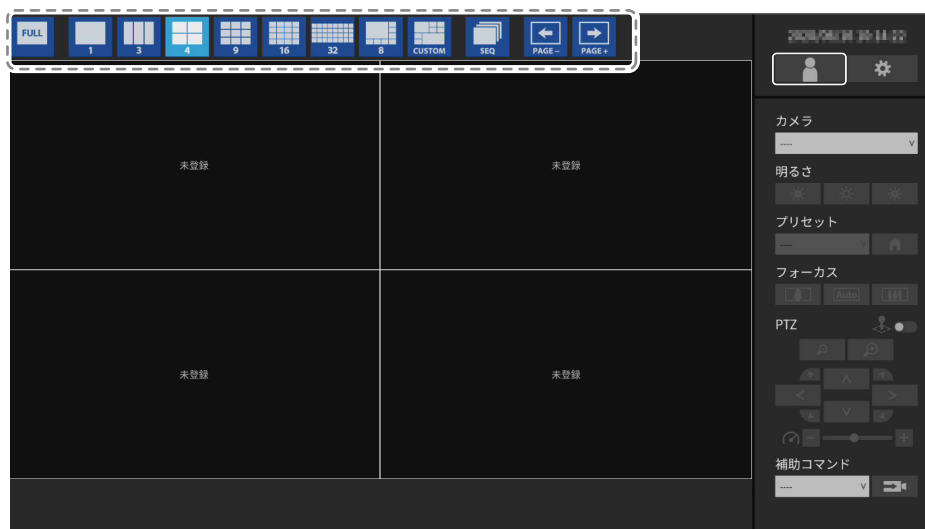 FULL
1
3
4
9
16
32
8
CUSTOM
SEQ
PAGE−
PAGE+
未登録
未登録
未登録
未登録
カメラ
----
明るさ
プリセット
----
フォーカス
Auto
PTZ
補助コマンド
----